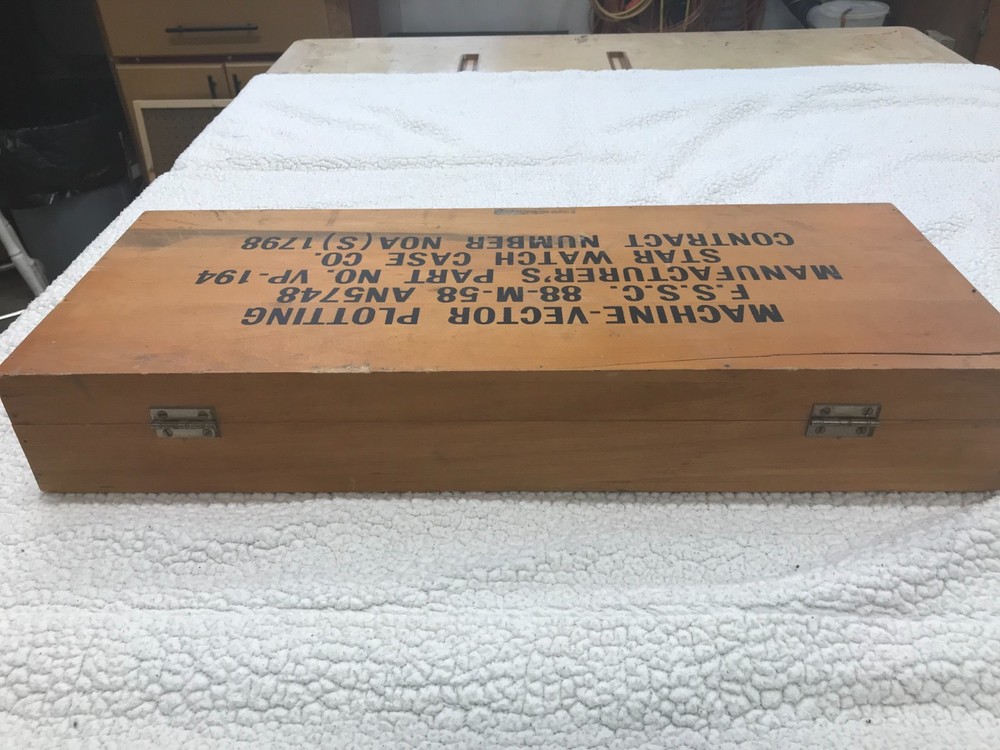 MACHINE-VECTOR PLOTTING
F.S.S.C. 88-M-58 AN5748
MANUFACTURER'S PART NO. VP-194
STAR WATCH CASE CO.
CONTRACT NUMBER NOA(S)1798